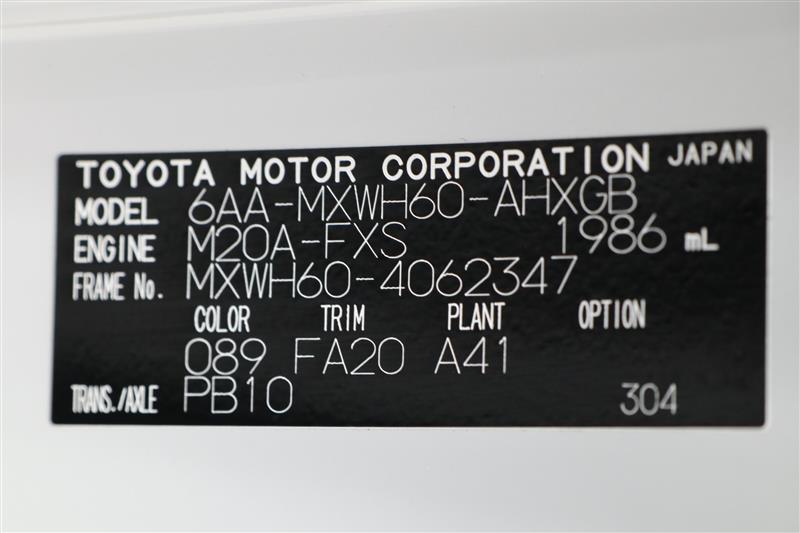 TOYOTA MOTOR CORPORATION JAPAN
MODEL 6AA-MXWH60-AHXGB
ENGINE M20A-FXS 1986 mL
FRAME No. MXWH60-4062347
COLOR TRIM PLANT OPTION
089 FA20 A41
TRANS./AXLE PB10 304